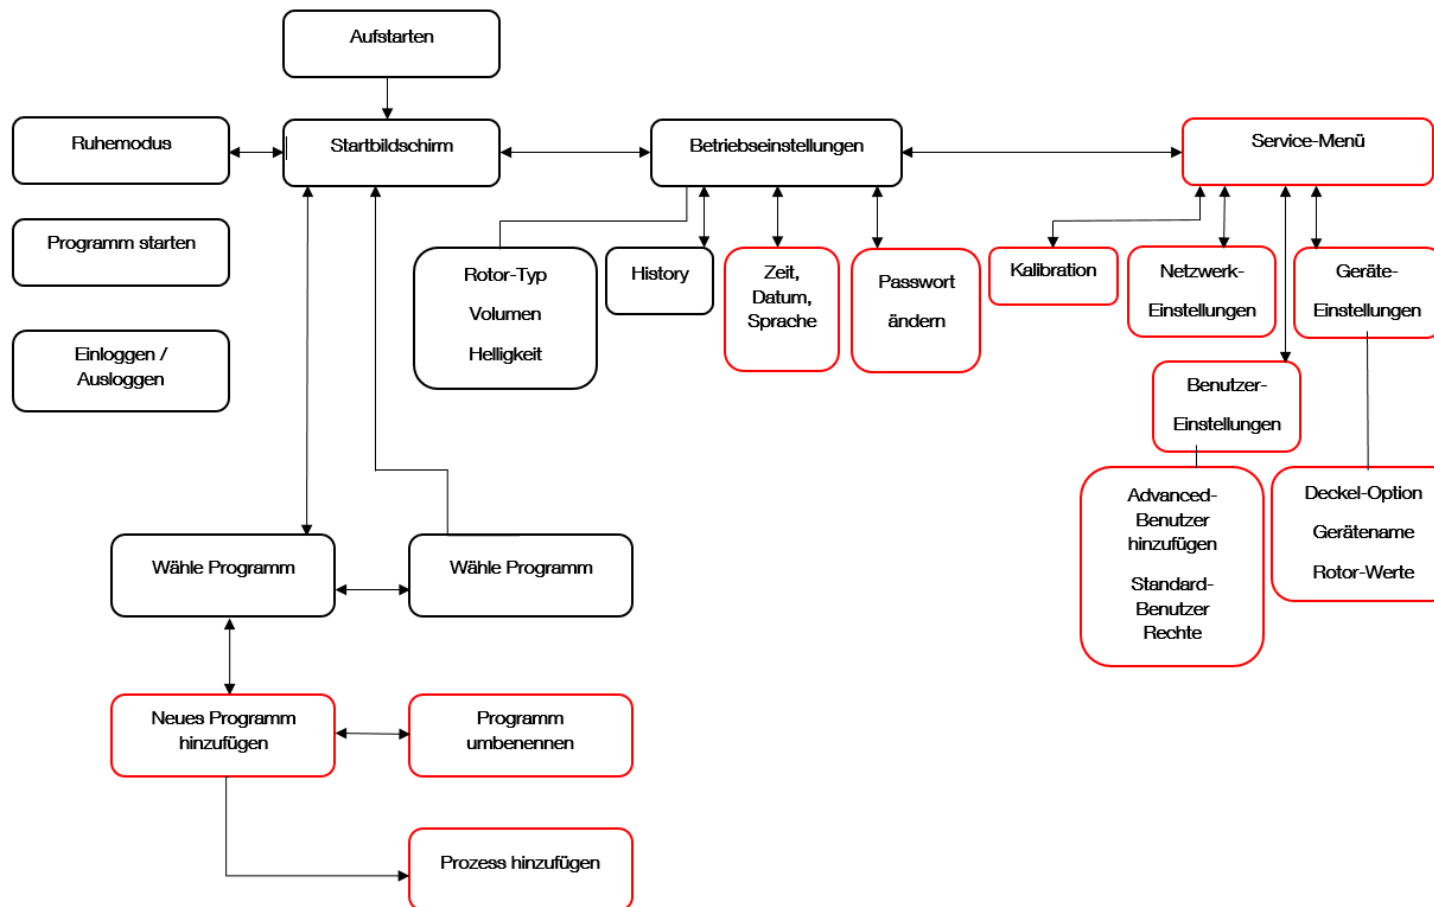 Aufstarten
Ruhemodus
Startbildschirm
Betriebseinstellungen
Service-Menü
Programm starten
Einloggen /
Ausloggen
Rotor-Typ
Volumen
Helligkeit
History
Zeit,
Datum,
Sprache
Passwort
ändern
Kalibration
Netzwerk-
Einstellungen
Geräte-
Einstellungen
Benutzer-
Einstellungen
Advanced-
Benutzer
hinzufügen
Standard-
Benutzer
Rechte
Deckel-Option
Gerätename
Rotor-Werte
Wähle Programm
Wähle Programm
Neues Programm
hinzufügen
Programm
umbenennen
Prozess hinzufügen